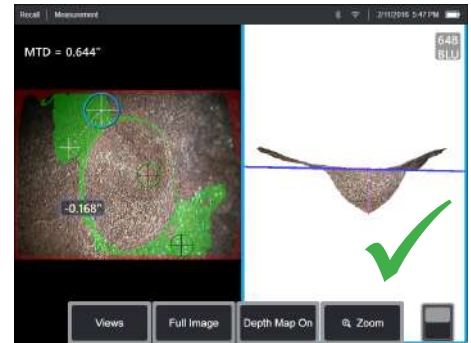 Recall | Measurement
2/11/2016 5:47 PM
MTD = 0.644"
648
BLU
-0.168"
Views
Full Image
Depth Map On
Zoom